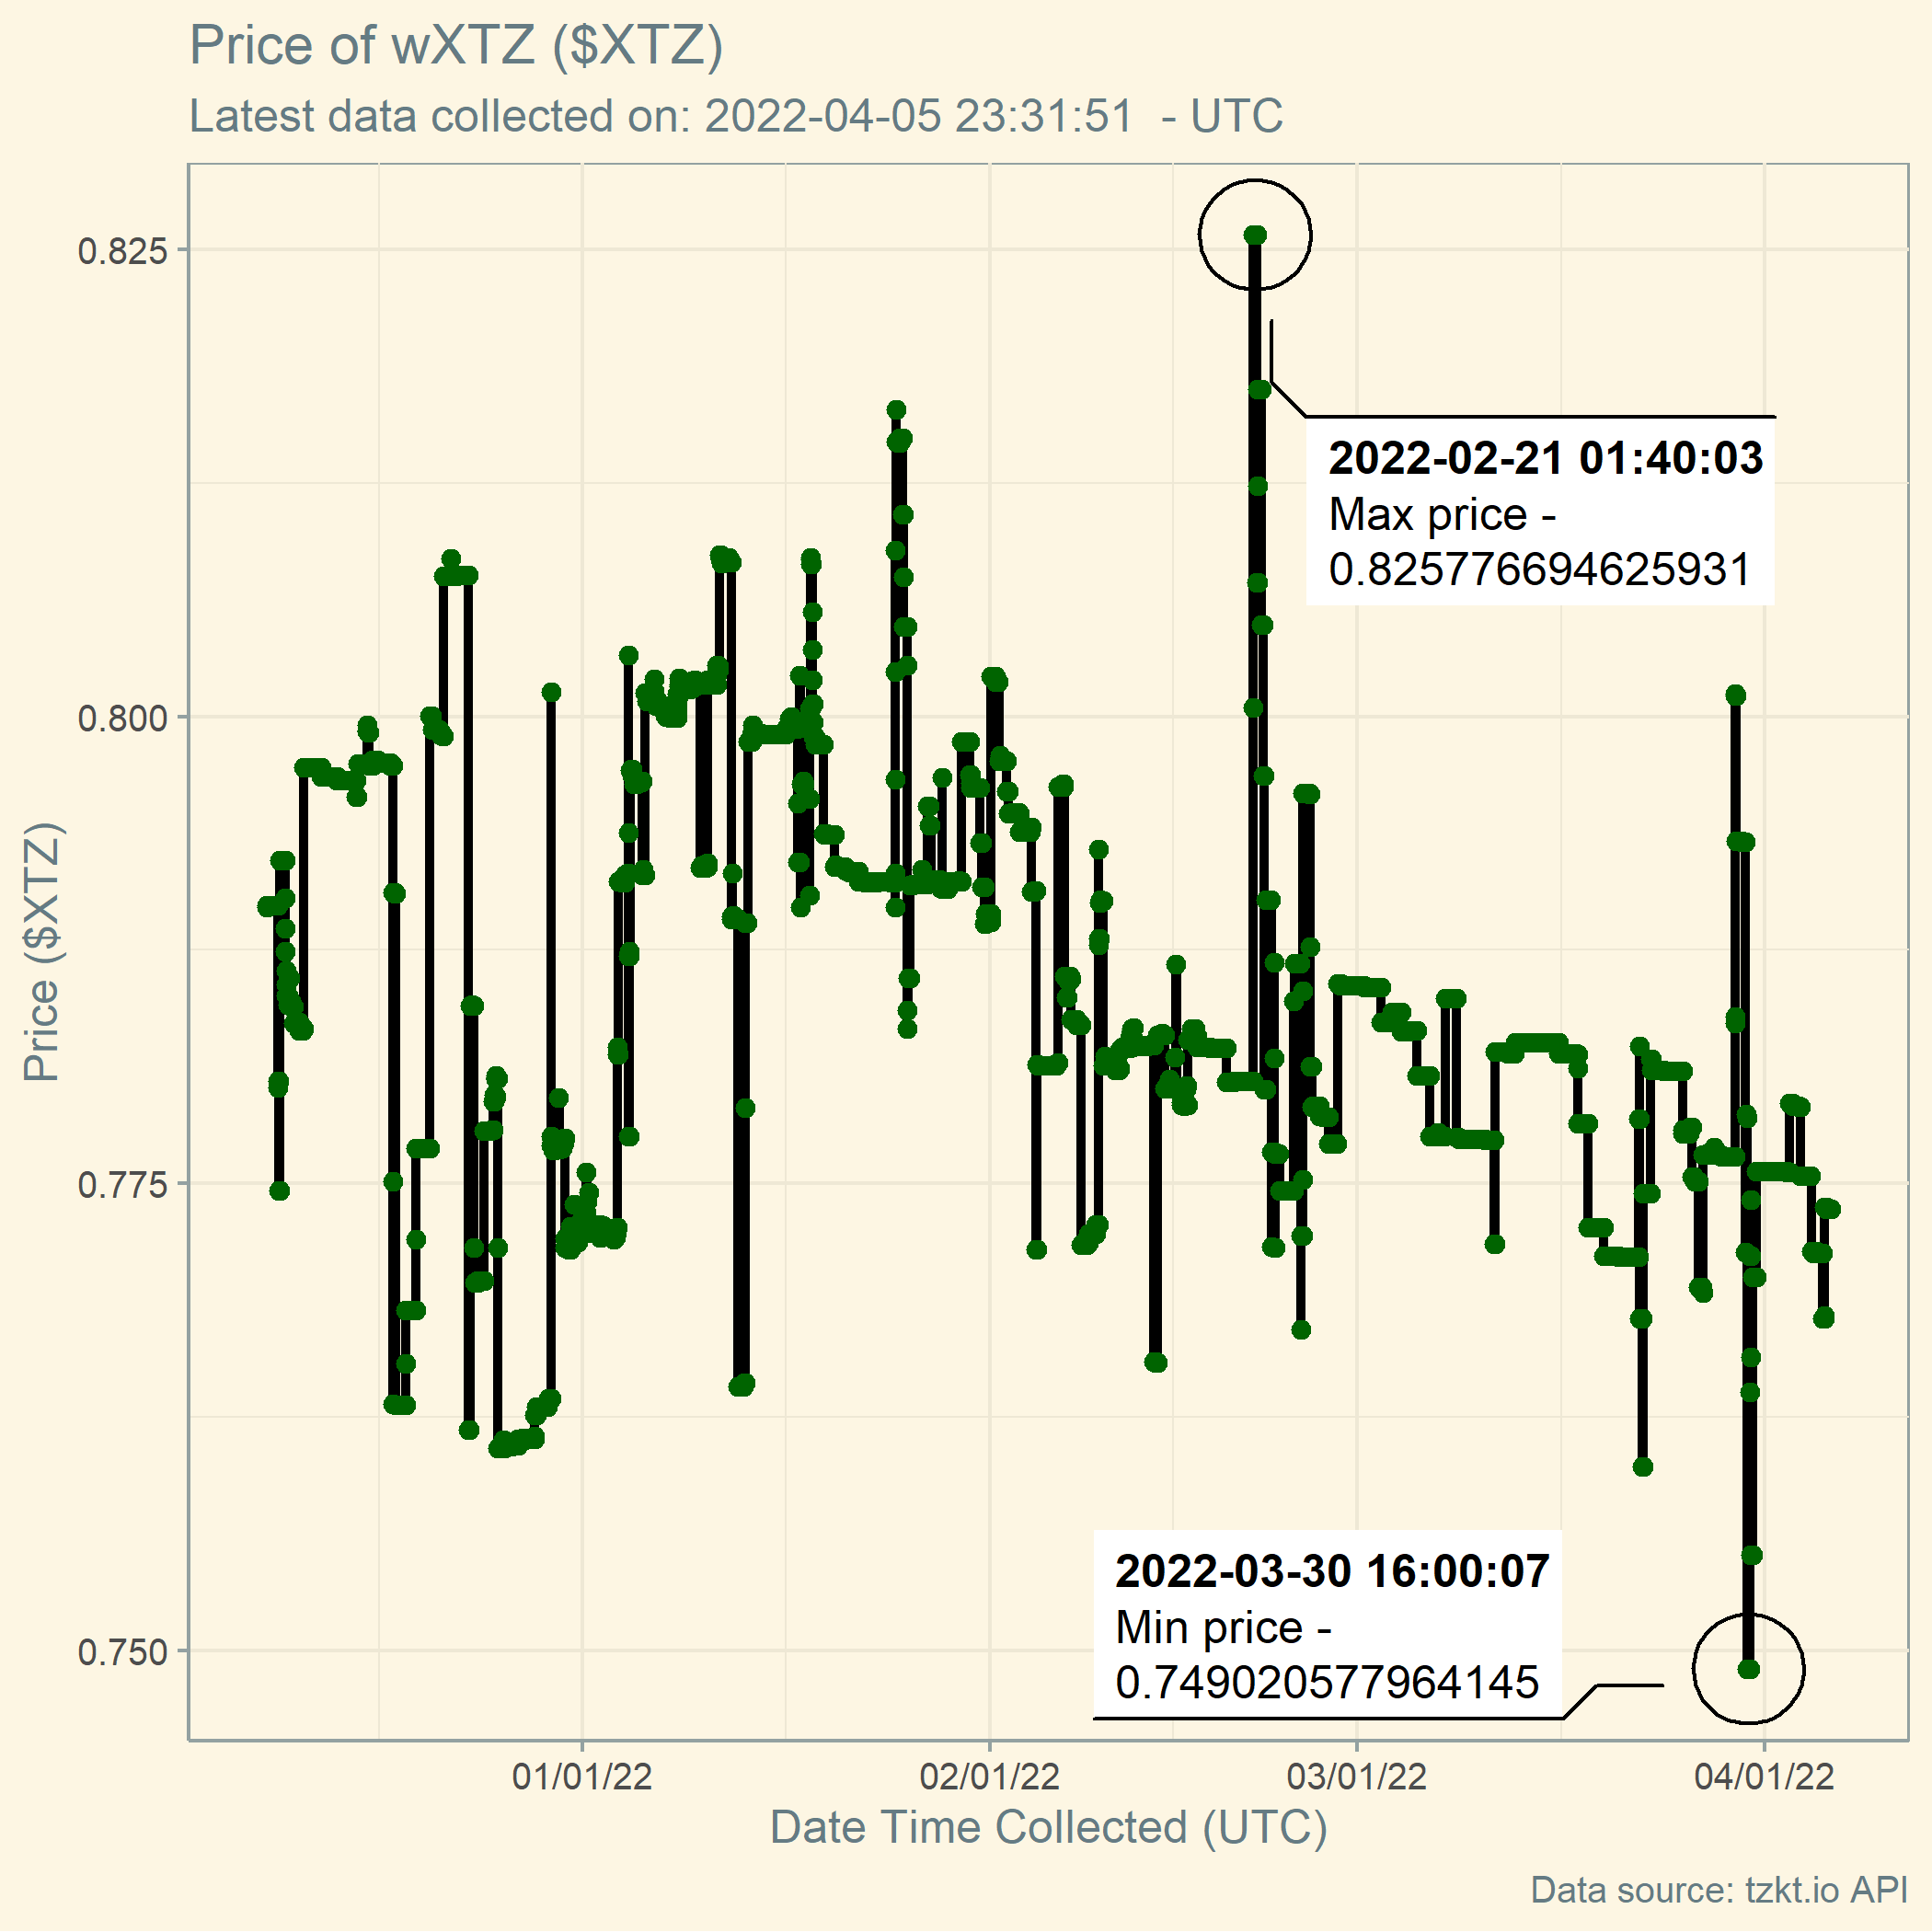 Price of wXTZ ($XTZ)
Latest data collected on: 2022-04-05 23:31:51  - UTC
0.825
0.800
0.775
0.750
Price ($XTZ)
2022-02-21 01:40:03
Max price -
0.825776694625931
2022-03-30 16:00:07
Min price -
0.749020577964145
01/01/22
02/01/22
03/01/22
04/01/22
Date Time Collected (UTC)
Data source: tzkt.io API